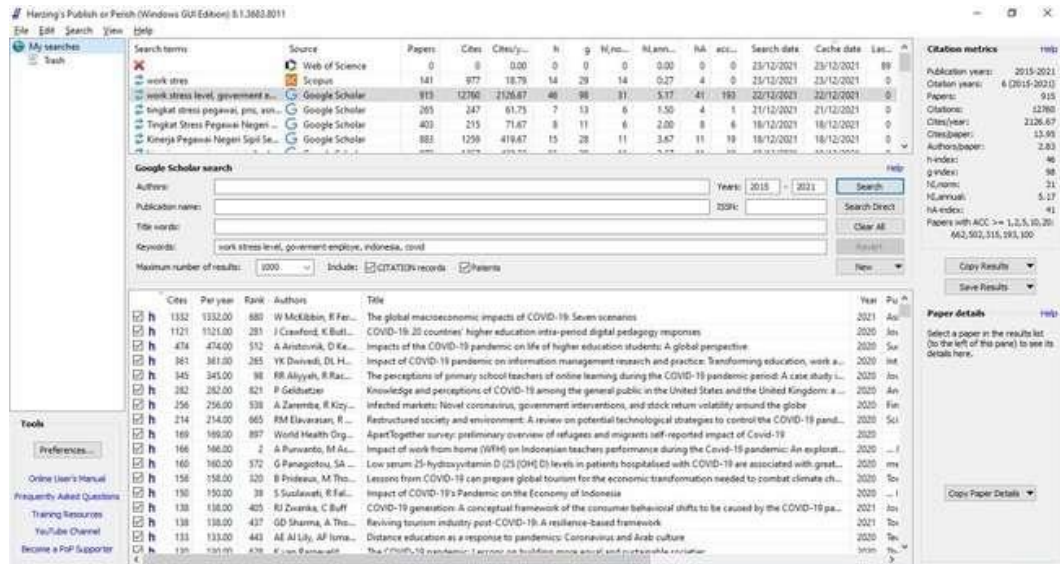 Harzing's Publish or Perish (Windows GUI Edition) 8.1.3683.8011
File Edit Search View Help
My searches
Trash
Search terms Source Papers Cites Cites/y... h g hI,no... hI,ann... hA acc... Search date Cache date Las...
Web of Science 0 0 0.00 0 0 0 0.00 0 0 23/12/2021 23/12/2021
work stres Scopus 141 977 18.79 14 29 14 0.27 4 0 23/12/2021 23/12/2021 0
work stress level, goverment e... Google Scholar 915 12760 2126.67 46 98 31 5.17 41 193 22/12/2021 22/12/2021 0
tingkat stress pegawai, pns, asn... Google Scholar 265 247 61.75 7 13 6 1.50 4 1 21/12/2021 21/12/2021 0
Tingkat Stress Pegawai Negeri ... Google Scholar 403 215 71.67 8 11 6 2.00 8 6 18/12/2021 18/12/2021 0
Kinerja Pegawai Negeri Sipil Se... Google Scholar 883 1259 419.67 15 28 11 3.67 11 19 18/12/2021 18/12/2021 0
Google Scholar search Help
Authors: Years: 2015 - 2021 Search
Publication name: ISSN: Search Direct
Title words: Clear All
Keywords: work stress level, goverment employe, indonesia, covid Revert
Maximum number of results: 1000 Include: CITATION records Patents New
Cites Per year Rank Authors Title Year Pu
h 1332 1332.00 680 W McKibbin, R Fer... The global macroeconomic impacts of COVID-19: Seven scenarios 2021
h 1121 1121.00 281 J Crawford, K Butl... COVID-19: 20 countries' higher education intra-period digital pedagogy responses 2020
h 474 474.00 512 A Aristovnik, D Ke... Impacts of the COVID-19 pandemic on life of higher education students: A global perspective 2020
h 361 361.00 265 YK Dwivedi, DL H... Impact of COVID-19 pandemic on information management research and practice: Transforming education, work a... 2020
h 345 345.00 98 RR Aliyyah, R Rac... The perceptions of primary school teachers of online learning during the COVID-19 pandemic period: A case study i... 2020
h 282 282.00 821 P Geldsetzer Knowledge and perceptions of COVID-19 among the general public in the United States and the United Kingdom: a ... 2020
h 256 256.00 538 A Zaremba, R Kizy... Infected markets: Novel coronavirus, government interventions, and stock return volatility around the globe 2020
h 214 214.00 665 RM Elavarasan, R ... Restructured society and environment: A review on potential technological strategies to control the COVID-19 pand... 2020
h 169 169.00 897 World Health Org... ApartTogether survey: preliminary overview of refugees and migrants self-reported impact of Covid-19 2020
h 166 166.00 2 A Purwanto, M As... Impact of work from home (WFH) on Indonesian teachers performance during the Covid-19 pandemic: An explorat... 2020
h 160 160.00 572 G Panagiotou, SA ... Low serum 25-hydroxyvitamin D (25 [OH] D) levels in patients hospitalised with COVID-19 are associated with great... 2020
h 158 158.00 320 B Prideaux, M Tho... Lessons from COVID-19 can prepare global tourism for the economic transformation needed to combat climate ch... 2020
h 150 150.00 38 S Susilawati, R Fal... Impact of COVID-19's Pandemic on the Economy of Indonesia 2020
h 138 138.00 405 RJ Zwanka, C Buff COVID-19 generation: A conceptual framework of the consumer behavioral shifts to be caused by the COVID-19 pa... 2021
h 138 138.00 437 GD Sharma, A Tho... Reviving tourism industry post-COVID-19: A resilience-based framework 2021
h 133 133.00 443 AE Al Lily, AF Isma... Distance education as a response to pandemics: Coronavirus and Arab culture 2020
Citation metrics Help
Publication years: 2015-2021
Citation years: 6 (2015-2021)
Papers: 915
Citations: 12760
Cites/year: 2126.67
Cites/paper: 13.95
Authors/paper: 2.83
h-index: 46
g-index: 98
hI,norm: 31
hI,annual: 5.17
hA-index: 41
Papers with ACC >= 1,2,5,10,20:
662,502,315,193,100
Copy Results
Save Results
Paper details Help
Select a paper in the results list
(to the left of this pane) to see its
details here.
Copy Paper Details
Tools
Preferences...
Online User's Manual
Frequently Asked Questions
Training Resources
YouTube Channel
Become a PoP Supporter